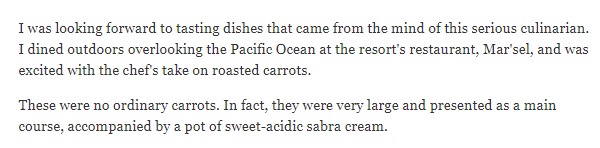 I was looking forward to tasting dishes that came from the mind of this serious culinarian.
I dined outdoors overlooking the Pacific Ocean at the resort's restaurant, Mar'sel, and was
excited with the chef's take on roasted carrots.
These were no ordinary carrots. In fact, they were very large and presented as a main
course, accompanied by a pot of sweet-acidic sabra cream.